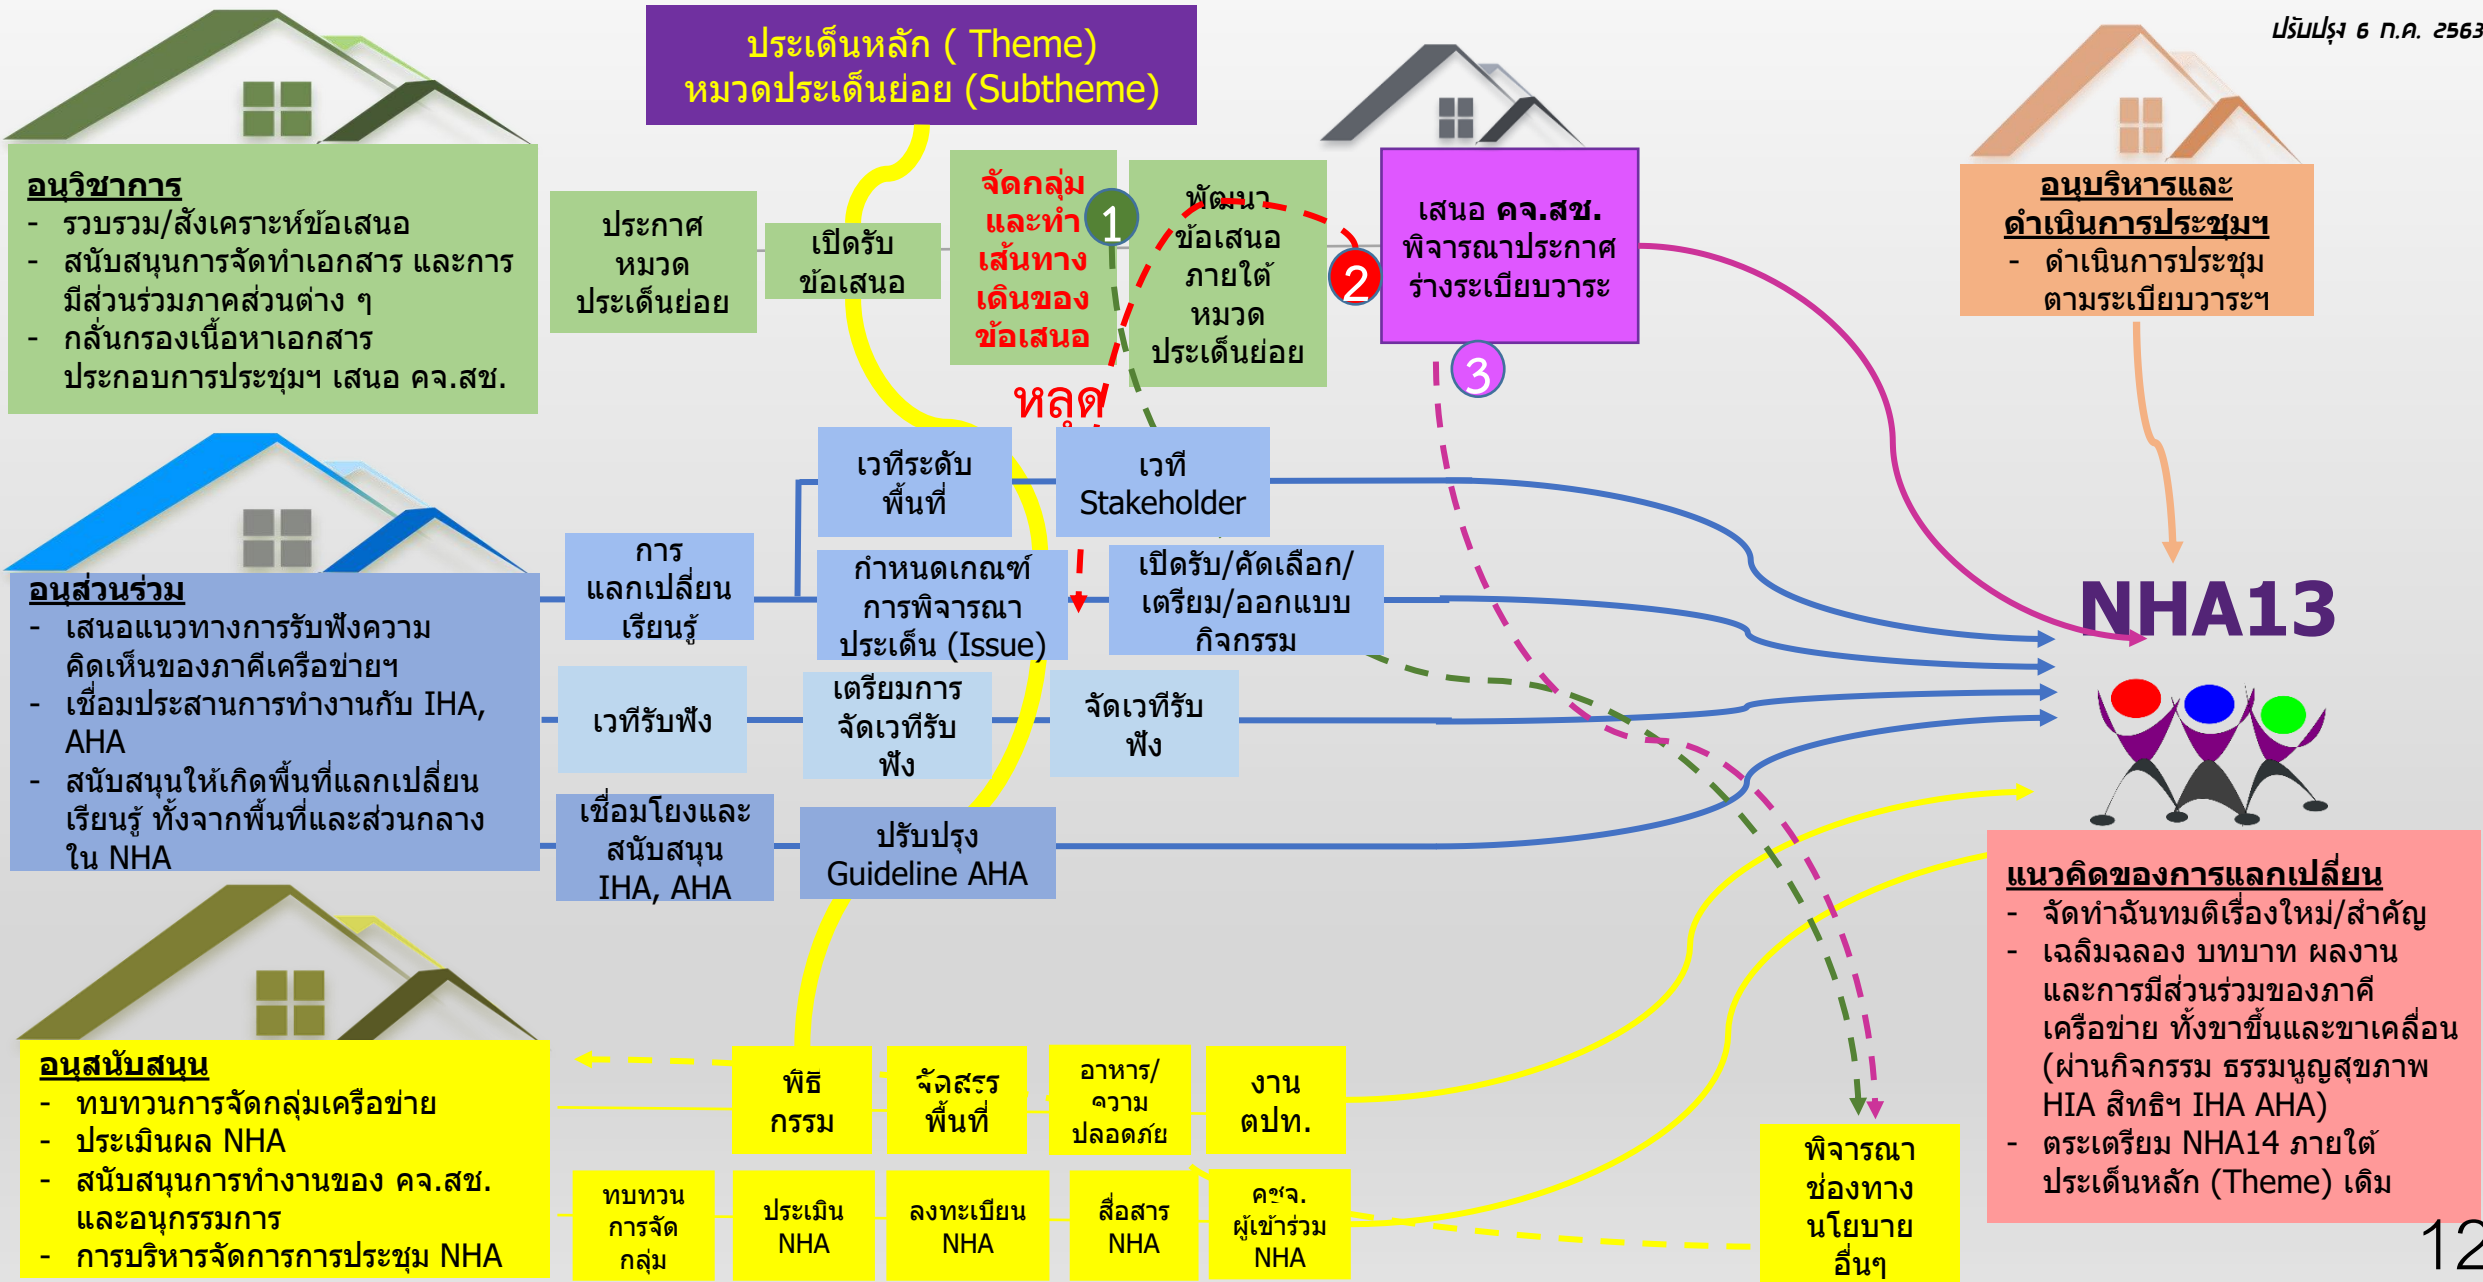 ปรับปรุง 6 ก.ค. 2563
ประเด็นหลัก ( Theme)
หมวดประเด็นย่อย (Subtheme)
อนุวิชาการ
- รวบรวม/สังเคราะห์ข้อเสนอ
- สนับสนุนการจัดทำเอกสาร และการ
มีส่วนร่วมภาคส่วนต่าง ๆ
- กลั่นกรองเนื้อหาเอกสาร
ประกอบการประชุมฯ เสนอ คจ.สช.
ประกาศ
หมวด
ประเด็นย่อย
เปิดรับ
ข้อเสนอ
จัดกลุ่ม
และทำ
เส้นทาง
เดินของ
ข้อเสนอ
1
พัฒนา
ข้อเสนอ
ภายใต้
หมวด
ประเด็นย่อย
2
เสนอ คจ.สช.
พิจารณาประกาศ
ร่างระเบียบวาระ
3
อนุบริหารและ
ดำเนินการประชุมฯ
- ดำเนินการประชุม
ตามระเบียบวาระฯ
หลุด
อนุส่วนร่วม
- เสนอแนวทางการรับฟังความ
คิดเห็นของภาคีเครือข่ายฯ
- เชื่อมประสานการทำงานกับ IHA,
AHA
- สนับสนุนให้เกิดพื้นที่แลกเปลี่ยน
เรียนรู้ ทั้งจากพื้นที่และส่วนกลาง
ใน NHA
การ
แลกเปลี่ยน
เรียนรู้
เวทีระดับ
พื้นที่
เวที
Stakeholder
กำหนดเกณฑ์
การพิจารณา
ประเด็น (Issue)
เปิดรับ/คัดเลือก/
เตรียม/ออกแบบ
กิจกรรม
เวทีรับฟัง
เตรียมการ
จัดเวทีรับ
ฟัง
จัดเวทีรับ
ฟัง
เชื่อมโยงและ
สนับสนุน
IHA, AHA
ปรับปรุง
Guideline AHA
NHA13
แนวคิดของการแลกเปลี่ยน
- จัดทำฉันทมติเรื่องใหม่/สำคัญ
- เฉลิมฉลอง บทบาท ผลงาน
และการมีส่วนร่วมของภาคี
เครือข่าย ทั้งขาขึ้นและขาเคลื่อน
(ผ่านกิจกรรม ธรรมนูญสุขภาพ
HIA สิทธิฯ IHA AHA)
- ตระเตรียม NHA14 ภายใต้
ประเด็นหลัก (Theme) เดิม
อนุสนับสนุน
- ทบทวนการจัดกลุ่มเครือข่าย
- ประเมินผล NHA
- สนับสนุนการทำงานของ คจ.สช.
และอนุกรรมการ
- การบริหารจัดการการประชุม NHA
พิธี
กรรม
จัดสรร
พื้นที่
อาหาร/
ความ
ปลอดภัย
งาน
ตปท.
ทบทวน
การจัด
กลุ่ม
ประเมิน
NHA
ลงทะเบียน
NHA
สื่อสาร
NHA
คชจ.
ผู้เข้าร่วม
NHA
พิจารณา
ช่องทาง
นโยบาย
อื่นๆ
12